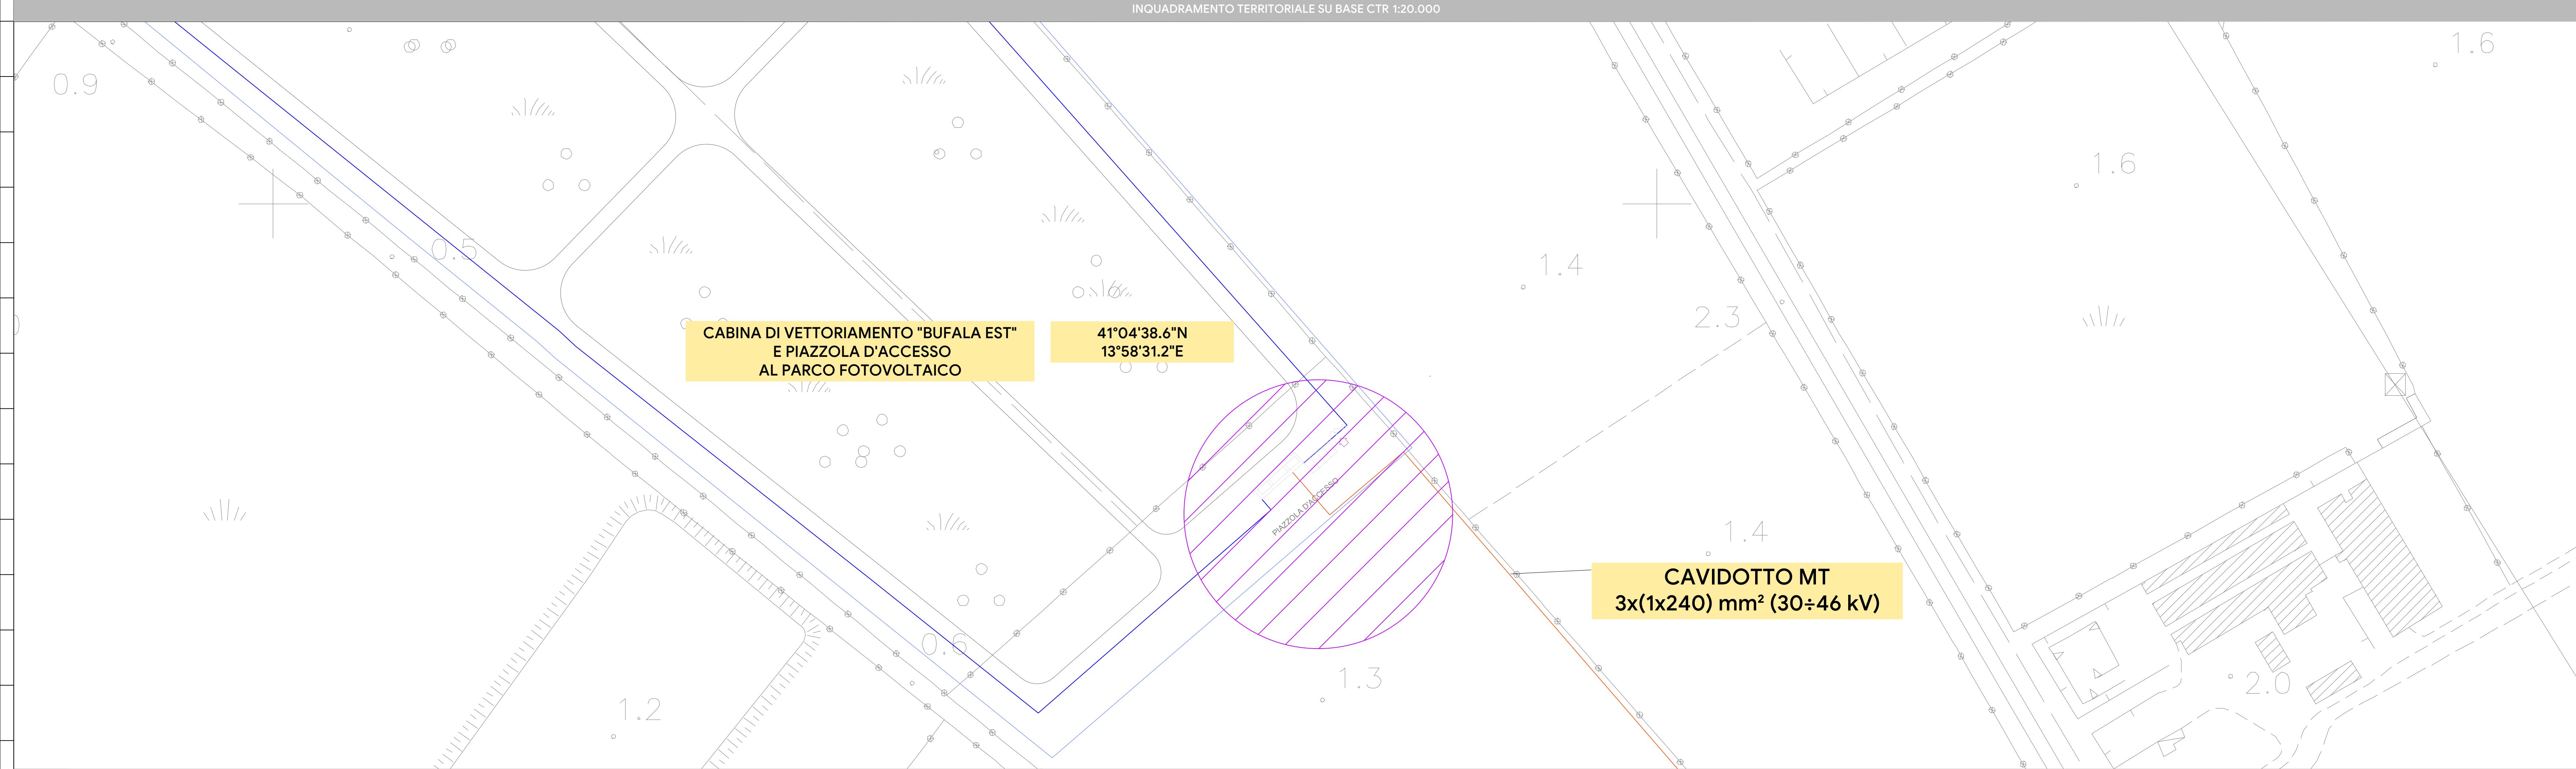 INQUADRAMENTO TERRITORIALE SU BASE CTR 1:20.000
1.6
0.9
1.6
0.5
1.4
2.3
CABINA DI VETTORIAMENTO "BUFALA EST"
E PIAZZOLA D'ACCESSO
AL PARCO FOTOVOLTAICO
41°04'38.6"N
13°58'31.2"E
PIAZZOLA D'ACCESSO
1.4
CAVIDOTTO MT
3x(1x240) mm² (30÷46 kV)
0.6
1.3
2.0
1.2